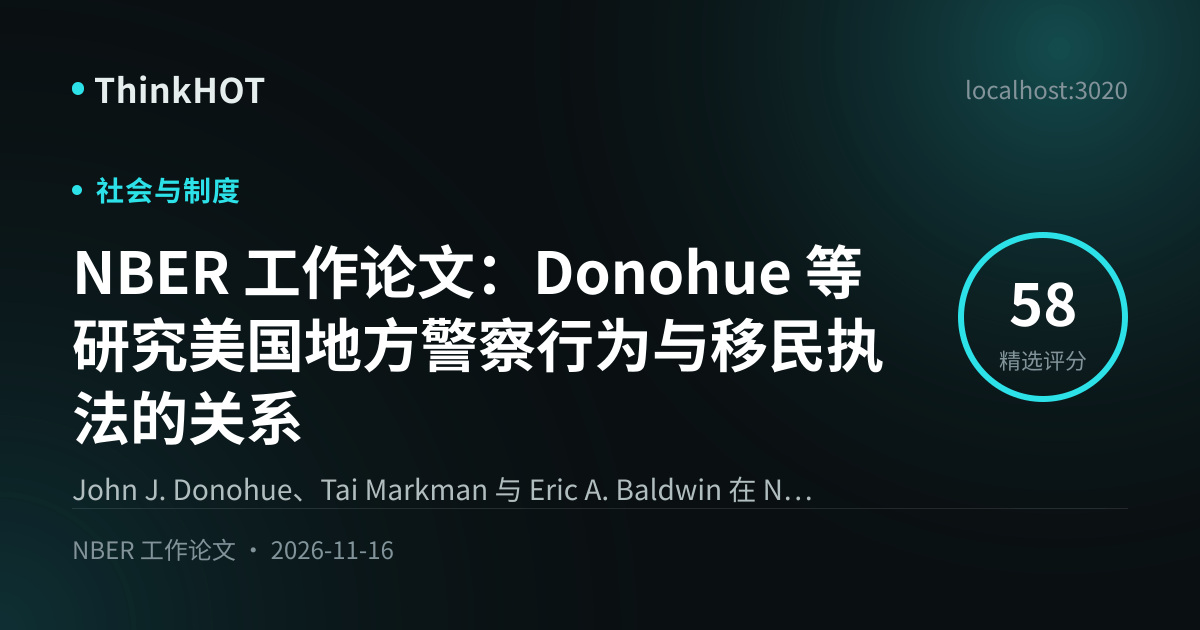 ThinkHOT
localhost:3020
社会与制度
NBER 工作论文：Donohue 等
研究美国地方警察行为与移民执
法的关系
58
精选评分
John J. Donohue、Tai Markman 与 Eric A. Baldwin 在 N…
NBER 工作论文 · 2026-11-16